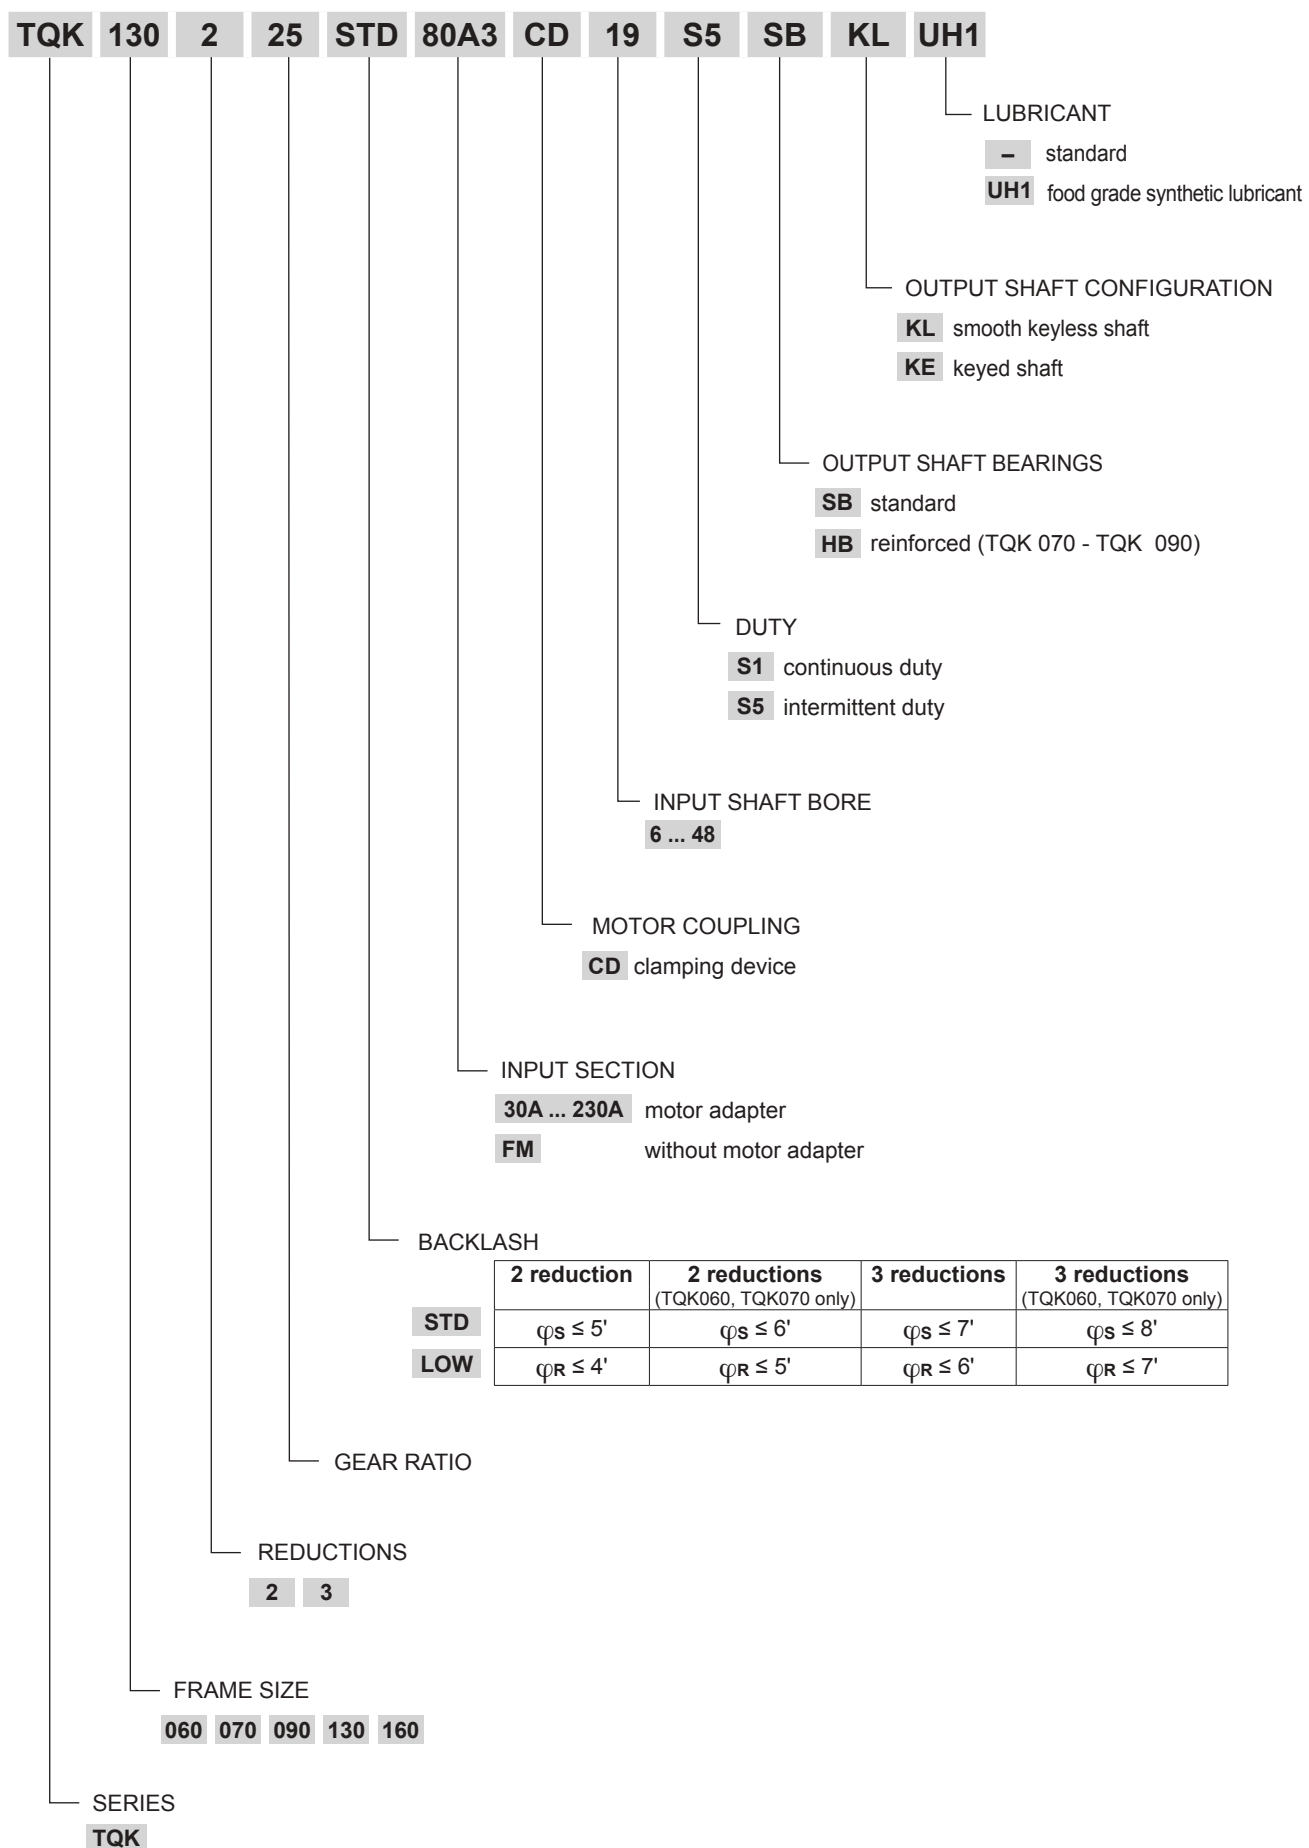 TQK 130 2 25 STD 80A3 CD 19 S5 SB KL UH1
LUBRICANT
– standard
UH1 food grade synthetic lubricant
OUTPUT SHAFT CONFIGURATION
KL smooth keyless shaft
KE keyed shaft
OUTPUT SHAFT BEARINGS
SB standard
HB reinforced (TQK 070 - TQK 090)
DUTY
S1 continuous duty
S5 intermittent duty
INPUT SHAFT BORE
6 ... 48
MOTOR COUPLING
CD clamping device
INPUT SECTION
30A ... 230A motor adapter
FM without motor adapter
BACKLASH
2 reduction 2 reductions 3 reductions 3 reductions
(TQK060, TQK070 only) (TQK060, TQK070 only)
STD φS ≤ 5' φS ≤ 6' φS ≤ 7' φS ≤ 8'
LOW φR ≤ 4' φR ≤ 5' φR ≤ 6' φR ≤ 7'
GEAR RATIO
REDUCTIONS
2 3
FRAME SIZE
060 070 090 130 160
SERIES
TQK